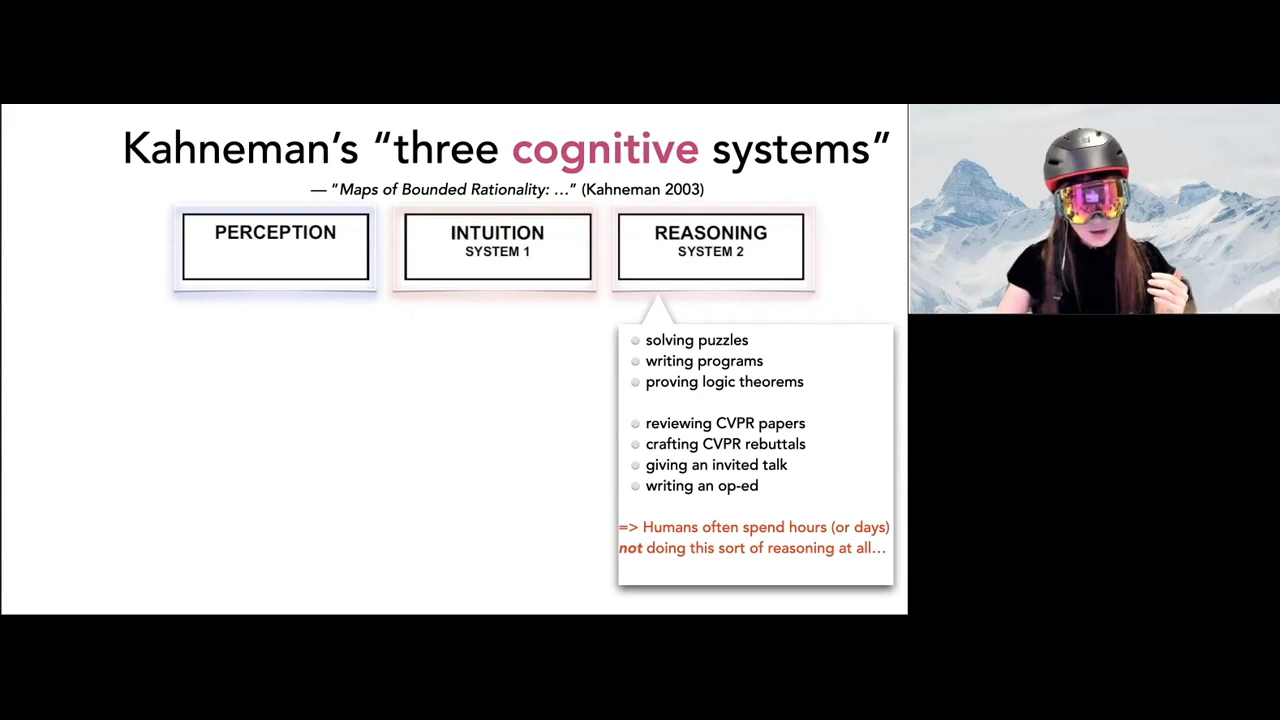 Kahneman's “three cognitive systems”
— “Maps of Bounded Rationality: ...” (Kahneman 2003)
PERCEPTION
INTUITION
SYSTEM 1
REASONING
SYSTEM 2
solving puzzles
writing programs
proving logic theorems
reviewing CVPR papers
crafting CVPR rebuttals
giving an invited talk
writing an op-ed
=> Humans often spend hours (or days)
not doing this sort of reasoning at all...